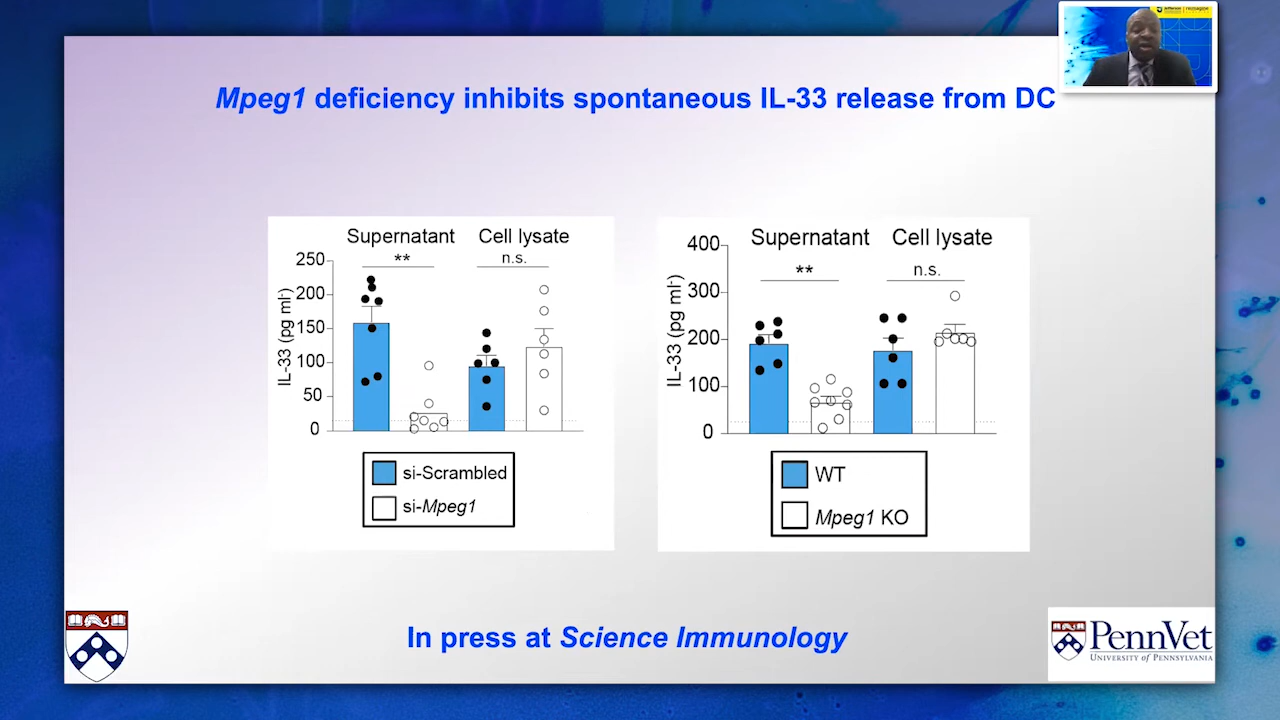 Mpeg1 deficiency inhibits spontaneous IL-33 release from DC
Supernatant Cell lysate
** n.s.
IL-33 (pg ml-)
250
200
150
100
50
0
si-Scrambled
si-Mpeg1
Supernatant Cell lysate
** n.s.
IL-33 (pg ml-)
400
300
200
100
0
WT
Mpeg1 KO
In press at Science Immunology
PennVet
UNIVERSITY OF PENNSYLVANIA
Jefferson